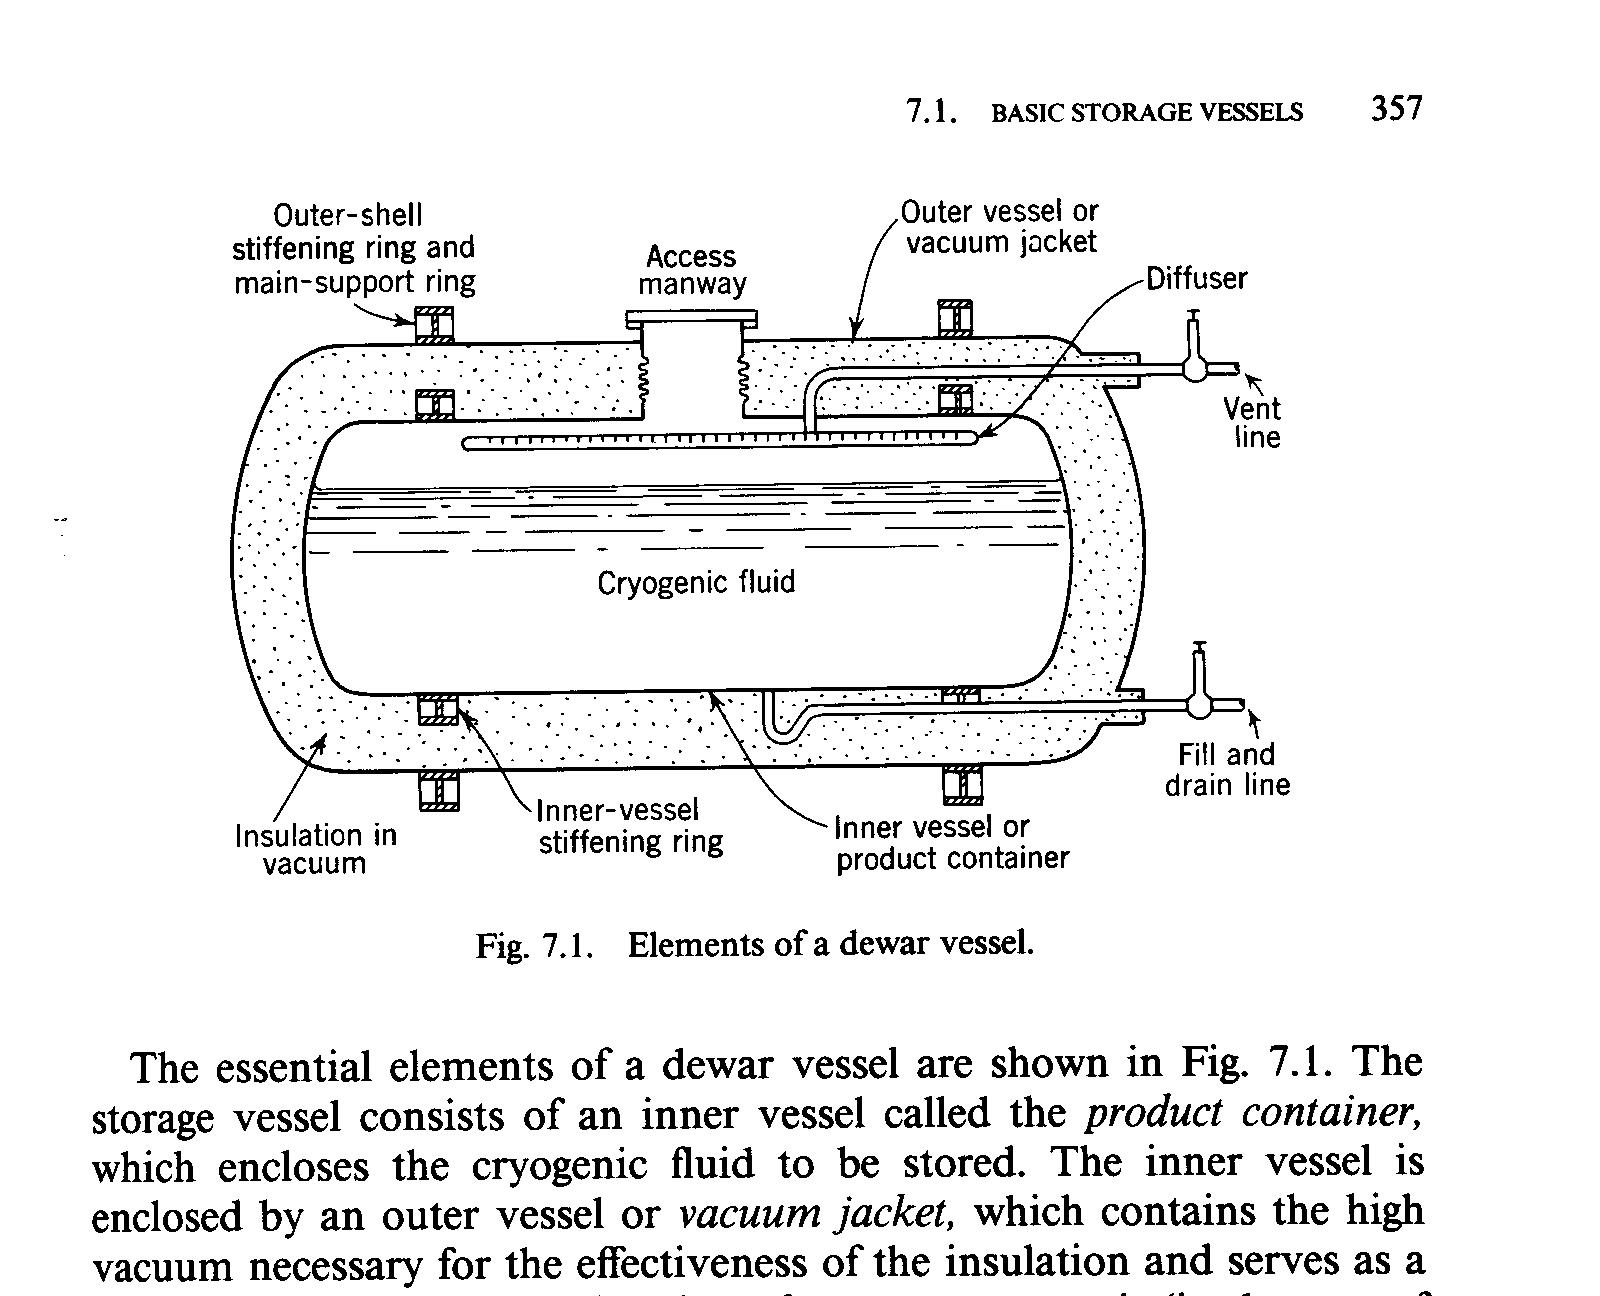 7.1. BASIC STORAGE VESSELS 357
Outer-shell
stiffening ring and
main-support ring
Access
manway
Outer vessel or
vacuum jacket
Diffuser
Vent
line
Cryogenic fluid
Fill and
drain line
Insulation in
vacuum
Inner-vessel
stiffening ring
Inner vessel or
product container
Fig. 7.1. Elements of a dewar vessel.
The essential elements of a dewar vessel are shown in Fig. 7.1. The
storage vessel consists of an inner vessel called the product container,
which encloses the cryogenic fluid to be stored. The inner vessel is
enclosed by an outer vessel or vacuum jacket, which contains the high
vacuum necessary for the effectiveness of the insulation and serves as a